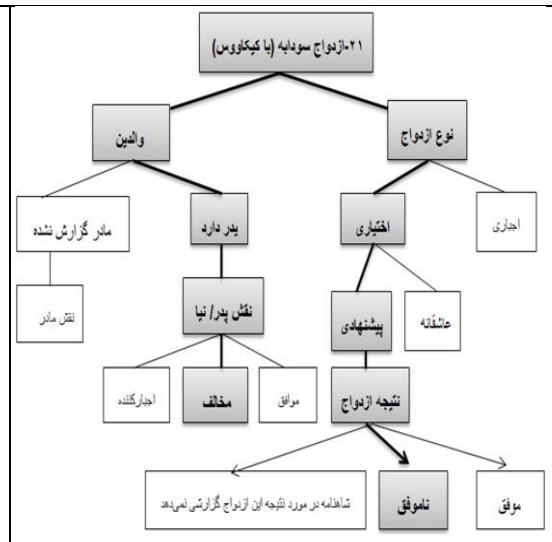 ۲۱-ازدواج سودابه (با کیکاووس)
نوع ازدواج
والدین
اجباری
اختیاری
پدر دارد
مادر گزارش نشده
عاشقانه
پیشنهادی
نقش پدر/ نیا
نقش مادر
نتیجه ازدواج
موافق
مخالف
اجبارکننده
موفق
ناموفق
شاهنامه در مورد نتیجه این ازدواج گزارشی نمی‌دهد